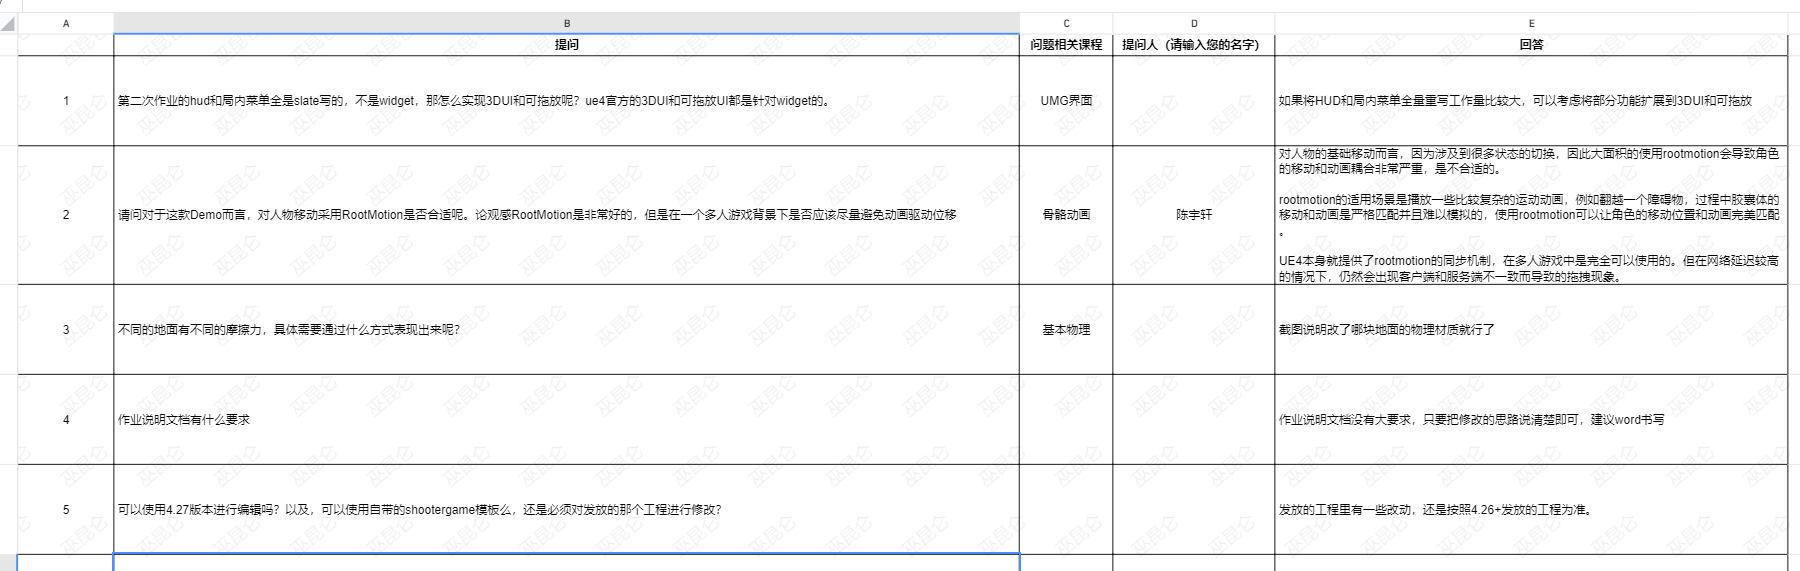 A B C D E
提问 问题相关课程 提问人（请输入您的名字） 回答
1 第二次作业的hud和局内菜单全是slate写的，不是widget，那怎么实现3DUI和可拖放呢？ue4官方的3DUI和可拖放UI都是针对widget的。 UMG界面 如果将HUD和局内菜单全量重写工作量比较大，可以考虑将部分功能扩展到3DUI和可拖放
2 请问对于这款Demo而言，对人物移动采用RootMotion是否合适呢。论观感RootMotion是非常好的，但是在一个多人游戏背景下是否应该尽量避免动画驱动位移 骨骼动画 陈宇轩
对人物的基础移动而言，因为涉及到很多状态的切换，因此大面积的使用rootmotion会导致角色
的移动和动画耦合非常严重，是不合适的。
rootmotion的适用场景是播放一些比较复杂的运动动画，例如翻越一个障碍物，过程中胶囊体的
移动和动画是严格匹配并且难以模拟的，使用rootmotion可以让角色的移动位置和动画完美匹配
。
UE4本身就提供了rootmotion的同步机制，在多人游戏中是完全可以使用的。但在网络延迟较高
的情况下，仍然会出现客户端和服务端不一致而导致的拖拽现象。
3 不同的地面有不同的摩擦力，具体需要通过什么方式表现出来呢？ 基本物理 截图说明改了哪块地面的物理材质就行了
4 作业说明文档有什么要求 作业说明文档没有大要求，只要把修改的思路说清楚即可，建议word书写
5 可以使用4.27版本进行编辑吗？以及，可以使用自带的shootergame模板么，还是必须对发放的那个工程进行修改？ 发放的工程里有一些改动，还是按照4.26+发放的工程为准。
巫昆仑